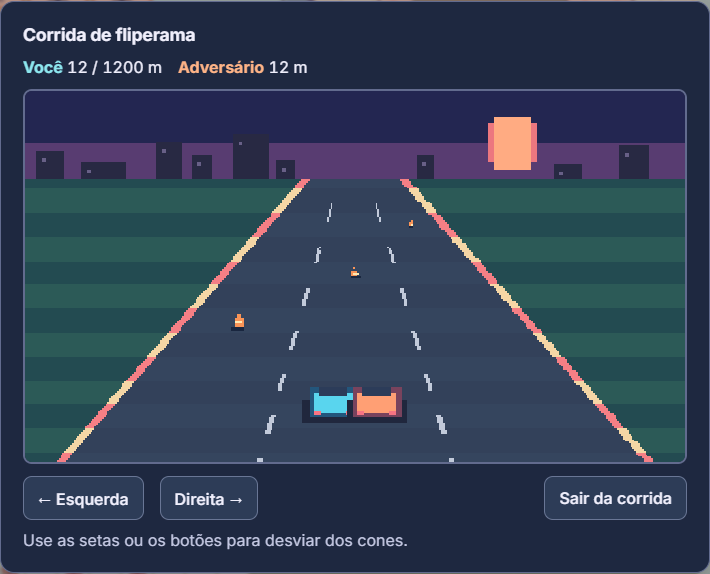 Corrida de fliperama
Você 12 / 1200 m Adversário 12 m
← Esquerda Direita → Sair da corrida
Use as setas ou os botões para desviar dos cones.